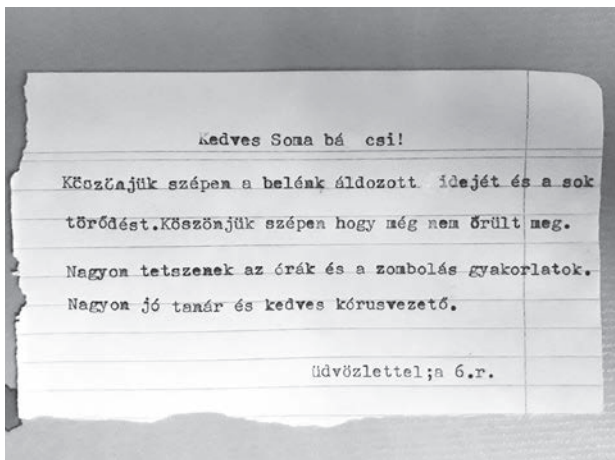 Kedves Soma bá csi!
Köszönjük szépen a belénk áldozott idejét és a sok
törődést.Köszönjük szépen hogy még nem őrült meg.
Nagyon tetszenek az órák és a zombolás gyakorlatok.
Nagyon jó tanár és kedves kórusvezető.
üdvözlettel;a 6.r.